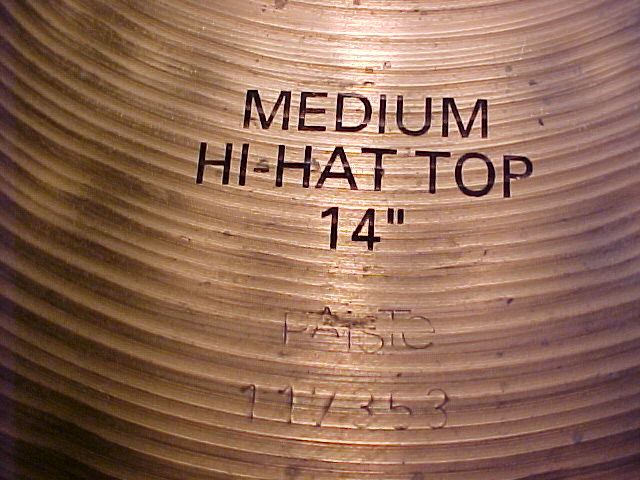 MEDIUM
HI-HAT TOP
14"
PAiSTe
117353